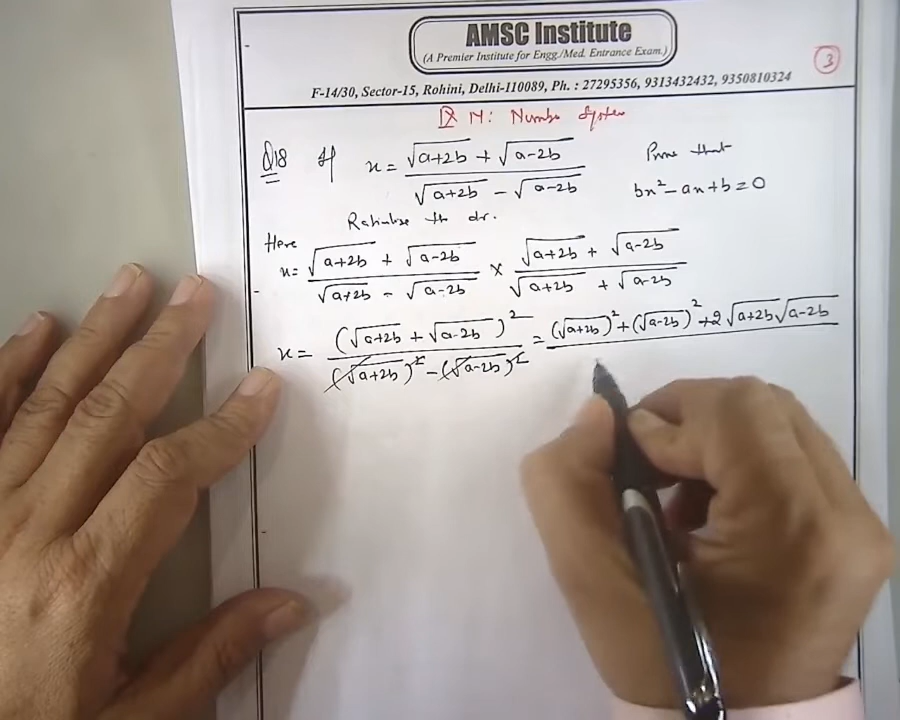 AMSC Institute
(A Premier Institute for Engg./Med. Entrance Exam.)
3
F-14/30, Sector-15, Rohini, Delhi-110089, Ph. : 27295356, 9313432432, 9350810324
IX M: Number System
Q18 If x = (√(a+2b) + √(a-2b)) / (√(a+2b) - √(a-2b)) Prove that
bx² - ax + b = 0
Rationalise the dr.
Here
x = (√(a+2b) + √(a-2b)) / (√(a+2b) - √(a-2b)) × (√(a+2b) + √(a-2b)) / (√(a+2b) + √(a-2b))
x = (√(a+2b) + √(a-2b))² / ((√(a+2b))² - (√(a-2b))²) = (√(a+2b))² + (√(a-2b))² + 2√(a+2b)√(a-2b)